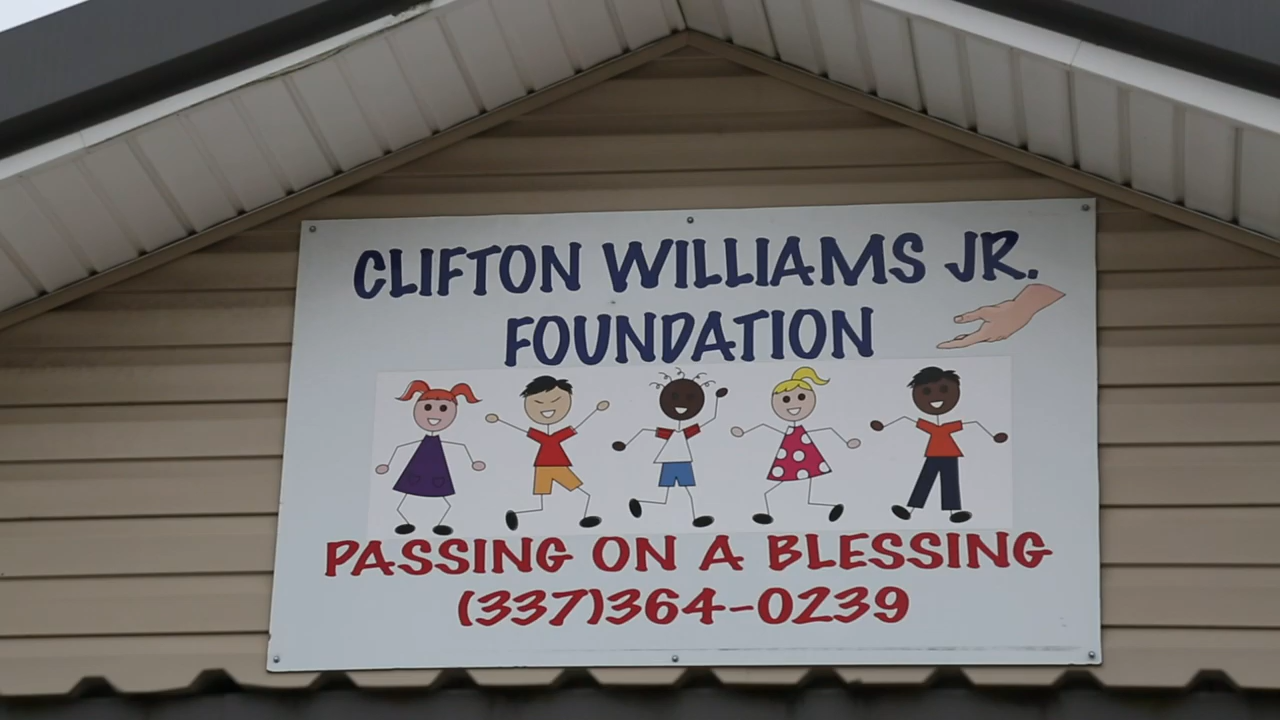 CLIFTON WILLIAMS JR.
FOUNDATION
PASSING ON A BLESSING
(337)364-0239